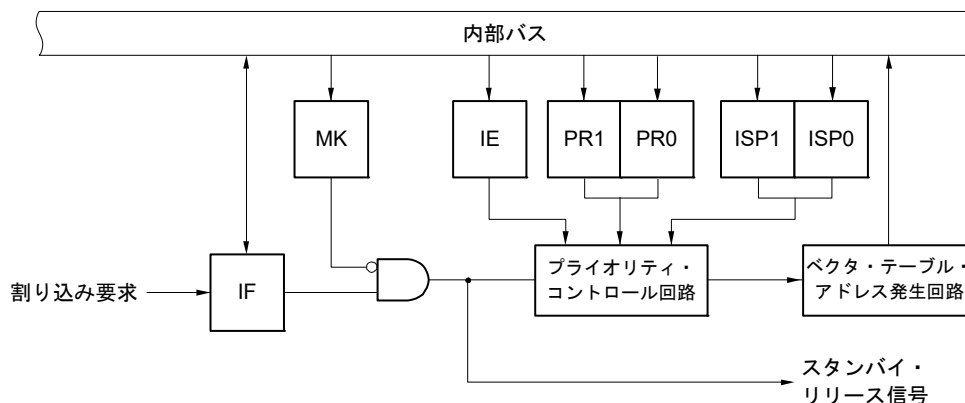 内部バス
MK
IE
PR1
PR0
ISP1
ISP0
割り込み要求
IF
プライオリティ・
コントロール回路
ベクタ・テーブル・
アドレス発生回路
スタンバイ・
リリース信号